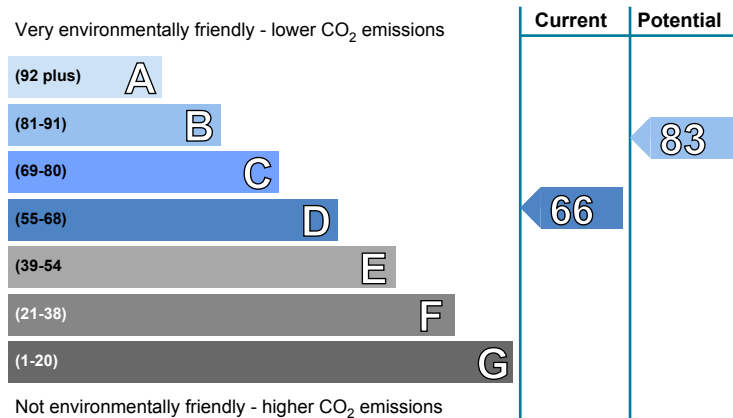 Very environmentally friendly - lower CO2 emissions
Current
Potential
(92 plus) A
(81-91) B
83
(69-80) C
(55-68) D
66
(39-54 E
(21-38) F
(1-20) G
Not environmentally friendly - higher CO2 emissions